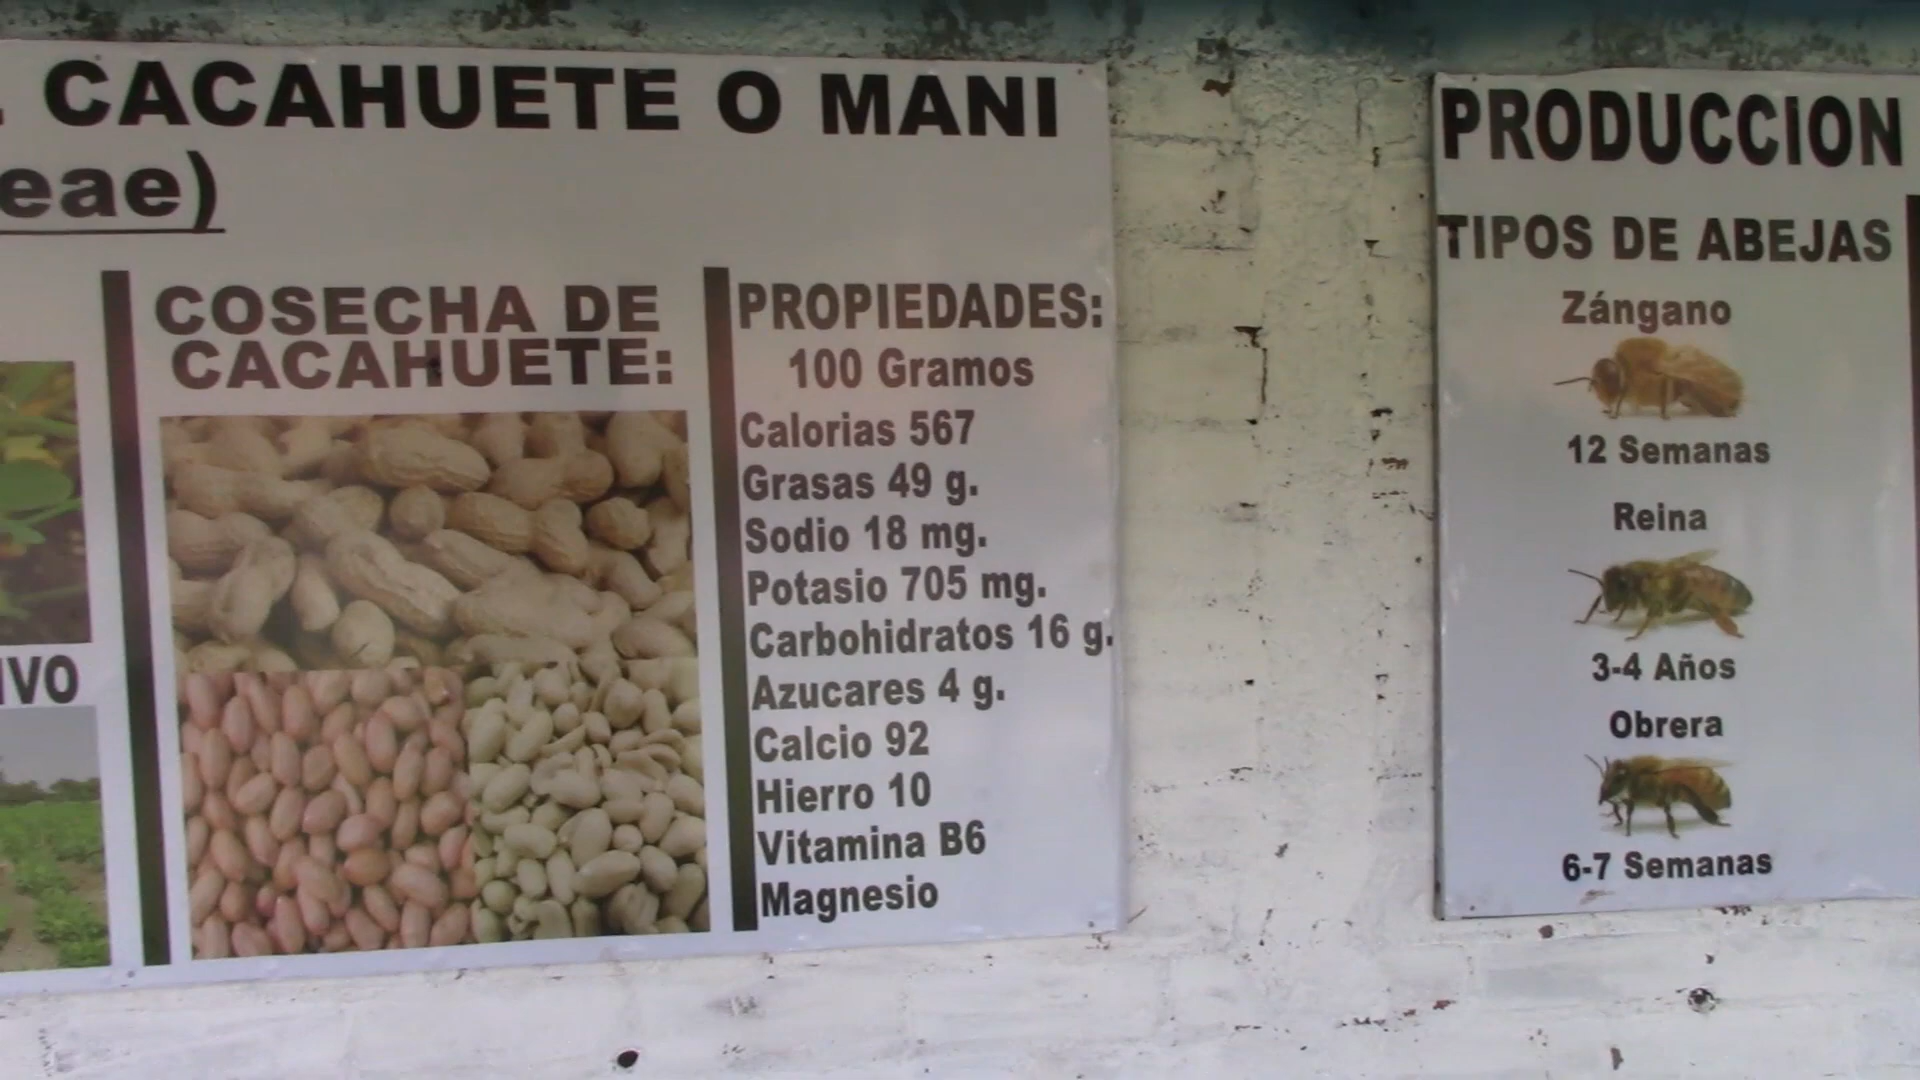 CACAHUETE O MANI
eae)
IVO
COSECHA DE
CACAHUETE:
PROPIEDADES:
100 Gramos
Calorias 567
Grasas 49 g.
Sodio 18 mg.
Potasio 705 mg.
Carbohidratos 16 g.
Azucares 4 g.
Calcio 92
Hierro 10
Vitamina B6
Magnesio
PRODUCCION
TIPOS DE ABEJAS
Zángano
12 Semanas
Reina
3-4 Años
Obrera
6-7 Semanas